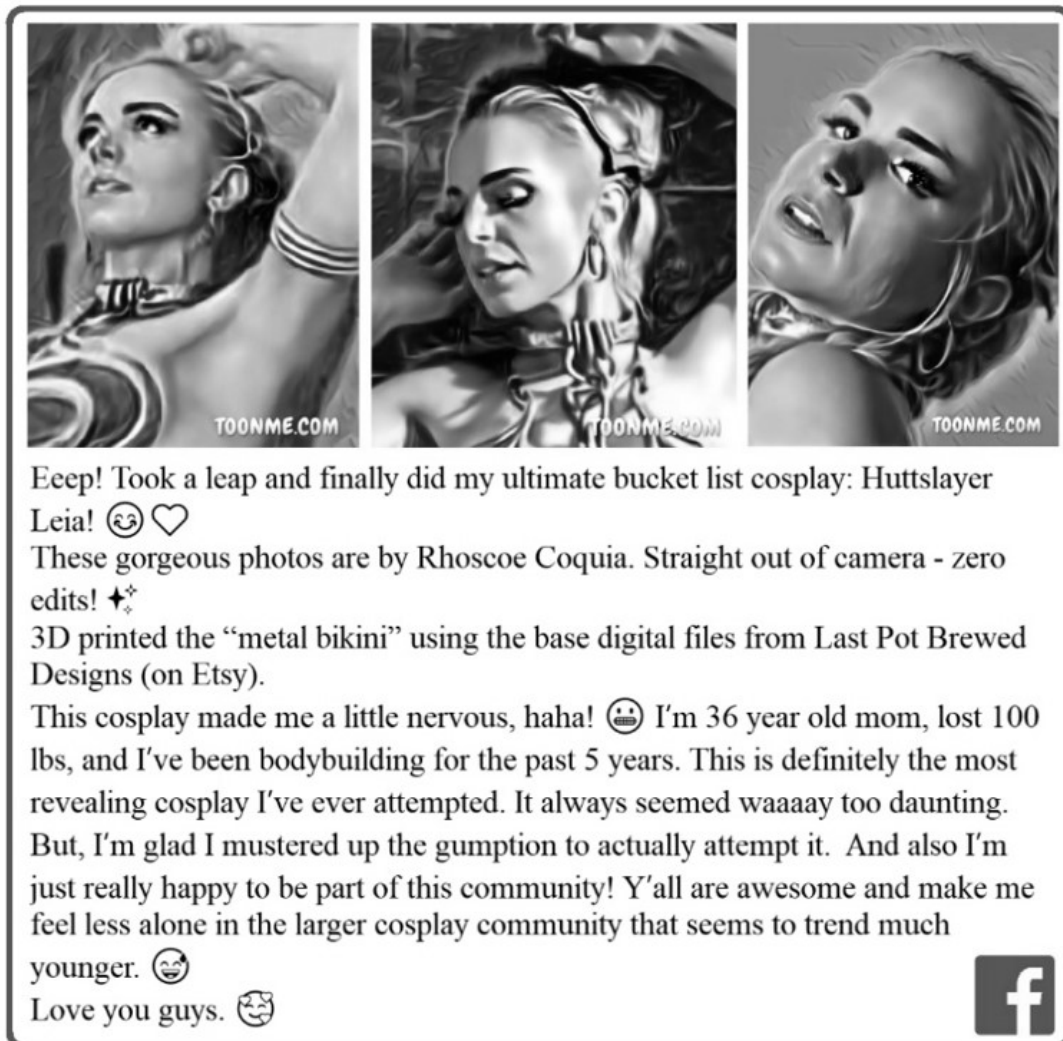 TOONME.COM
TOONME.COM
TOONME.COM
Eeep! Took a leap and finally did my ultimate bucket list cosplay: Huttslayer
Leia! 😊♡
These gorgeous photos are by Rhoscoe Coquia. Straight out of camera - zero
edits! ✨
3D printed the “metal bikini” using the base digital files from Last Pot Brewed
Designs (on Etsy).
This cosplay made me a little nervous, haha! 😬 I'm 36 year old mom, lost 100
lbs, and I've been bodybuilding for the past 5 years. This is definitely the most
revealing cosplay I've ever attempted. It always seemed waaaay too daunting.
But, I'm glad I mustered up the gumption to actually attempt it.  And also I'm
just really happy to be part of this community! Y'all are awesome and make me
feel less alone in the larger cosplay community that seems to trend much
younger. 😅
Love you guys. 🥰
f